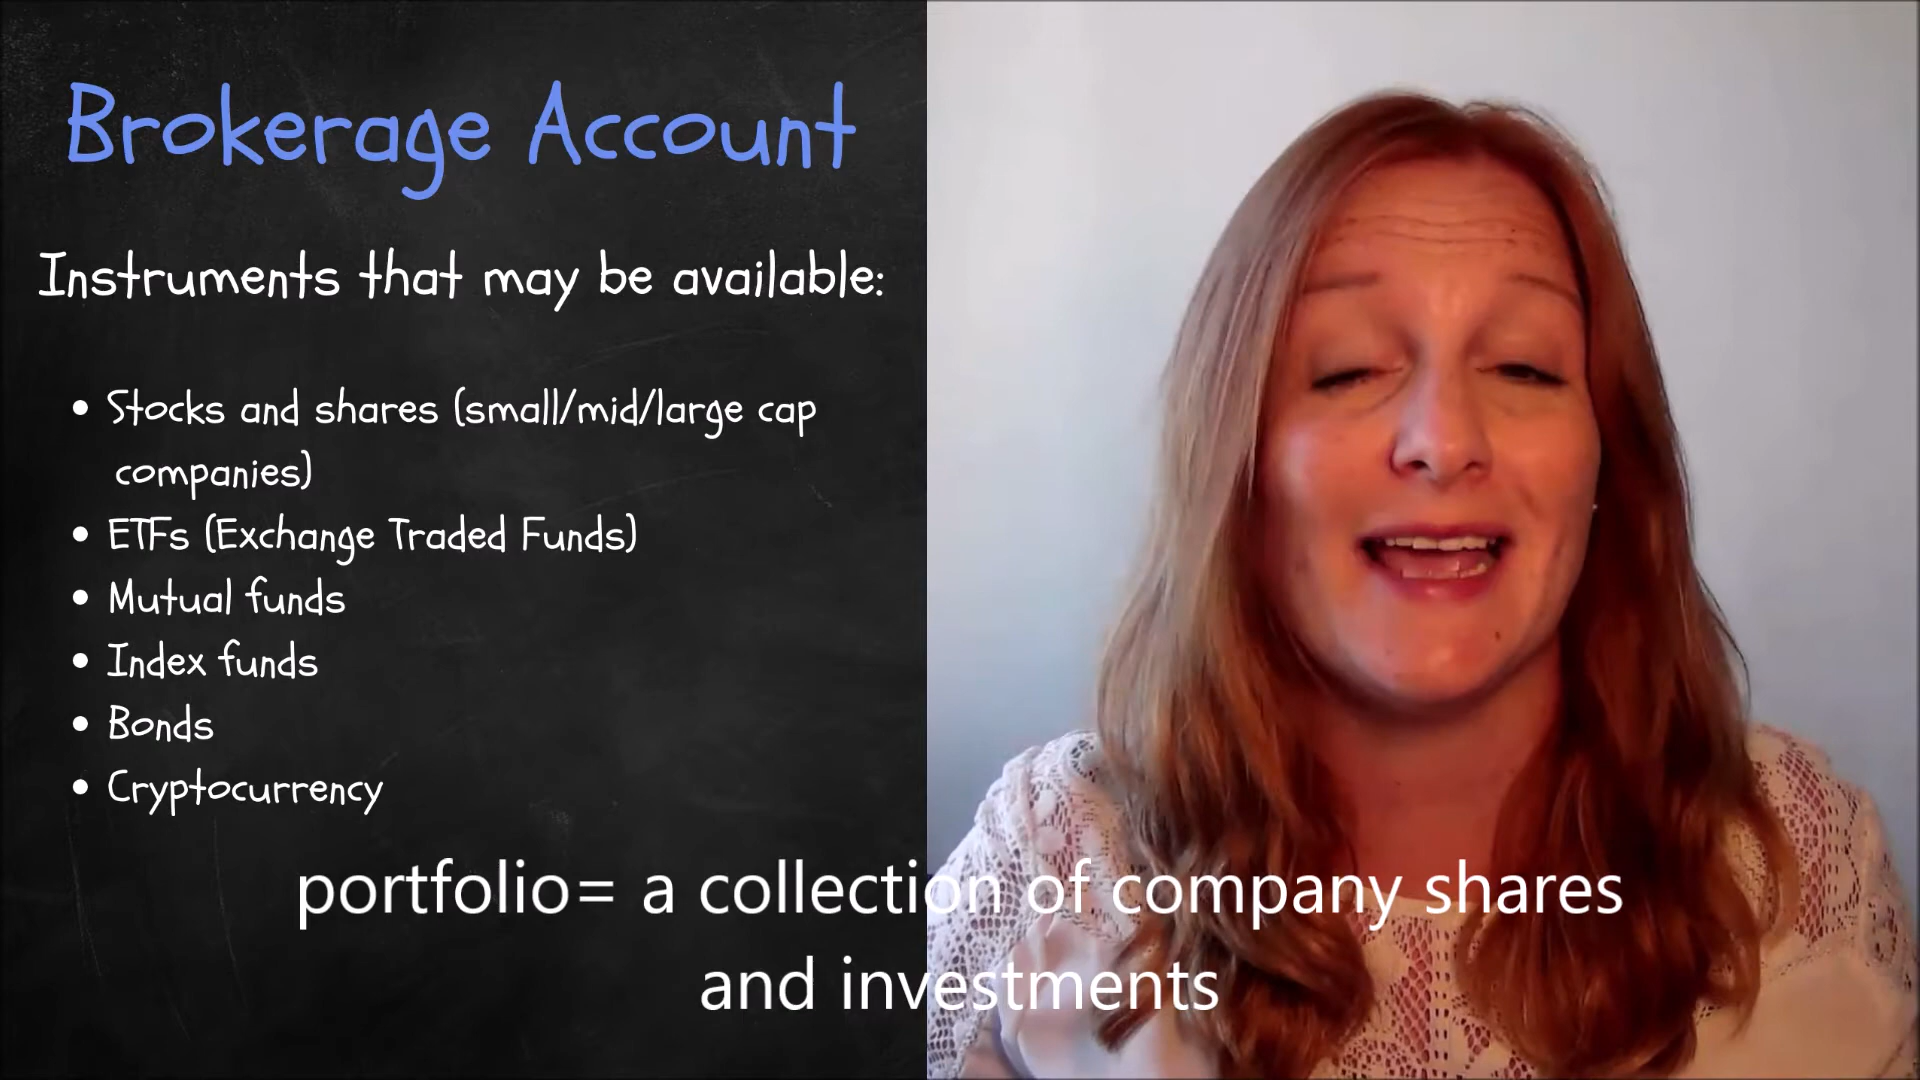 Brokerage Account
Instruments that may be available:
• Stocks and shares (small/mid/large cap
companies)
• ETFs (Exchange Traded Funds)
• Mutual funds
• Index funds
• Bonds
• Cryptocurrency
portfolio= a collection of company shares
and investments